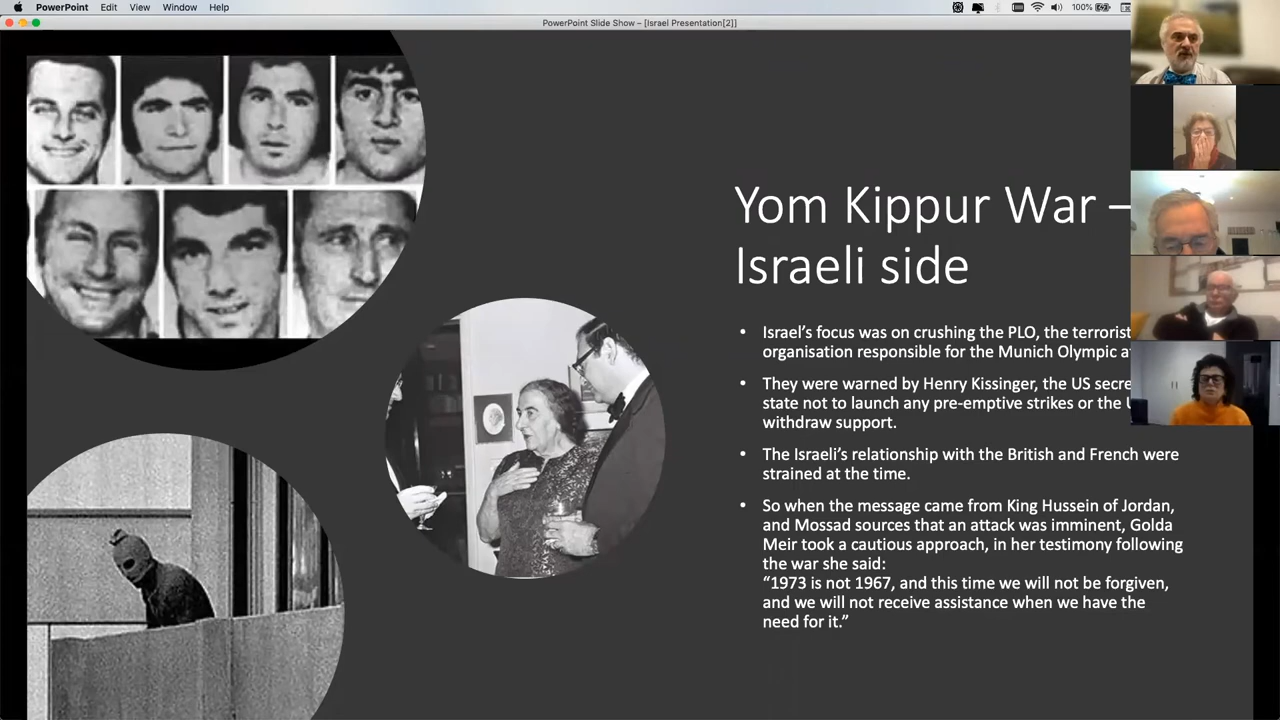 PowerPoint Edit View Window Help
100%
PowerPoint Slide Show – [Israel Presentation[2]]
Yom Kippur War –
Israeli side
• Israel's focus was on crushing the PLO, the terrorist
organisation responsible for the Munich Olympic
• They were warned by Henry Kissinger, the US
state not to launch any pre-emptive strikes or the
withdraw support.
• The Israeli's relationship with the British and French were
strained at the time.
• So when the message came from King Hussein of Jordan,
and Mossad sources that an attack was imminent, Golda
Meir took a cautious approach, in her testimony following
the war she said:
“1973 is not 1967, and this time we will not be forgiven,
and we will not receive assistance when we have the
need for it.”